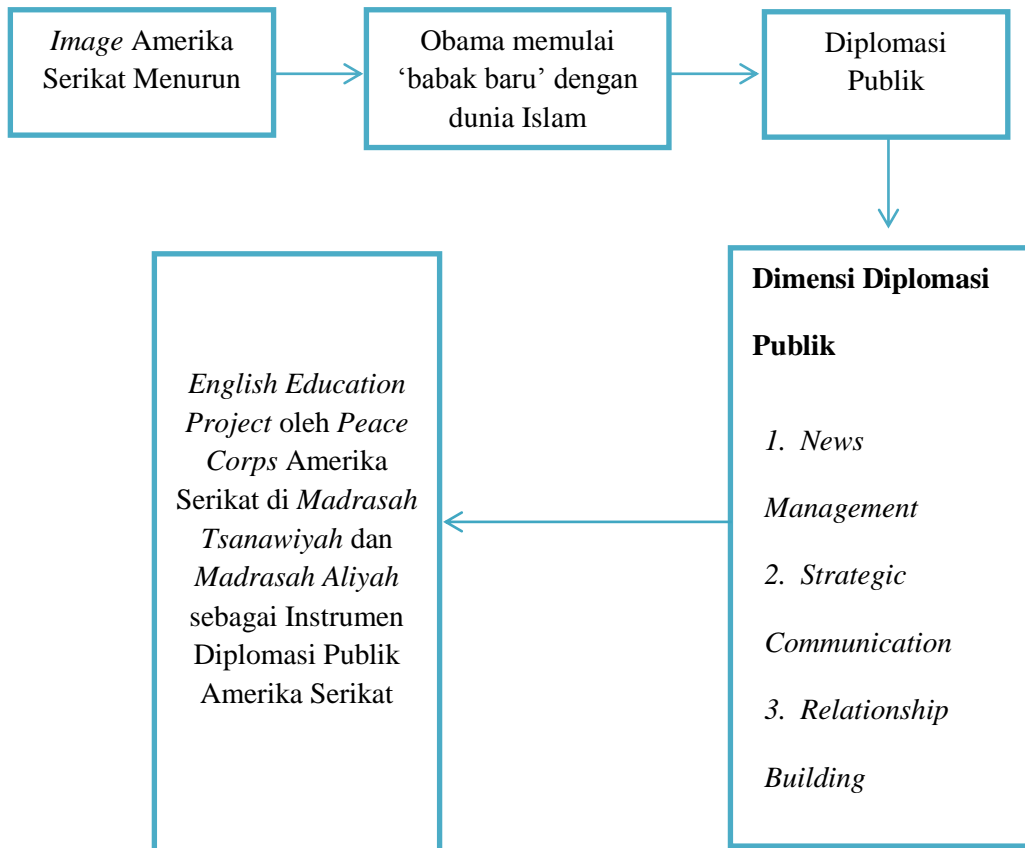 Image Amerika
Serikat Menurun
Obama memulai
‘babak baru’ dengan
dunia Islam
Diplomasi
Publik
Dimensi Diplomasi
Publik
1. News
Management
2. Strategic
Communication
3. Relationship
Building
English Education
Project oleh Peace
Corps Amerika
Serikat di Madrasah
Tsanawiyah dan
Madrasah Aliyah
sebagai Instrumen
Diplomasi Publik
Amerika Serikat